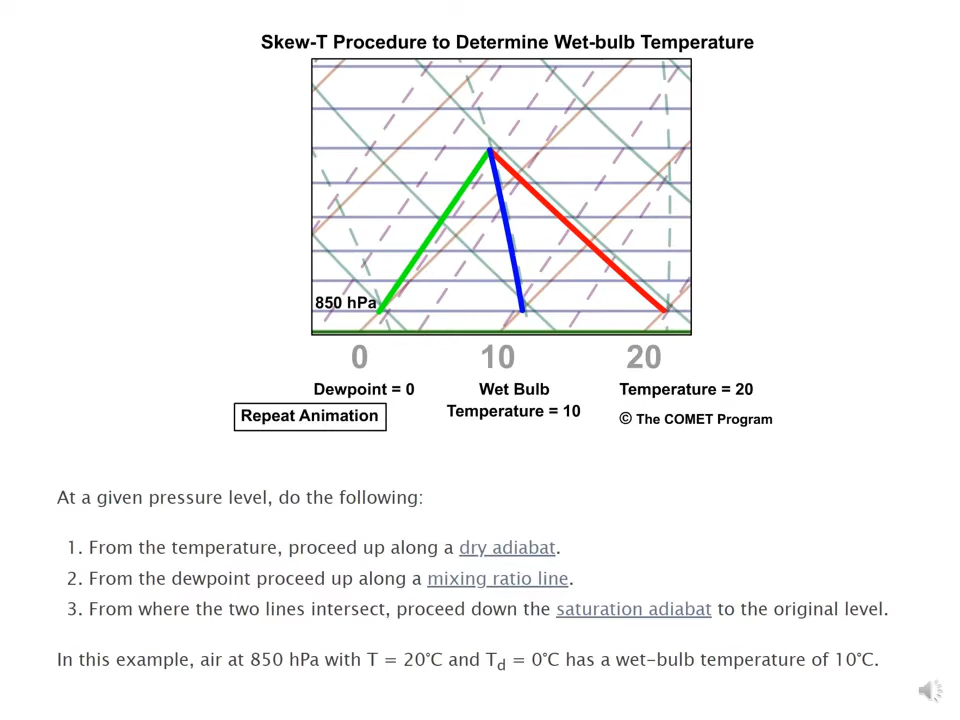 Skew-T Procedure to Determine Wet-bulb Temperature
850 hPa
0 10 20
Dewpoint = 0 Wet Bulb Temperature = 20
Temperature = 10
Repeat Animation
© The COMET Program
At a given pressure level, do the following:
1. From the temperature, proceed up along a dry adiabat.
2. From the dewpoint proceed up along a mixing ratio line.
3. From where the two lines intersect, proceed down the saturation adiabat to the original level.
In this example, air at 850 hPa with T = 20°C and Td = 0°C has a wet-bulb temperature of 10°C.